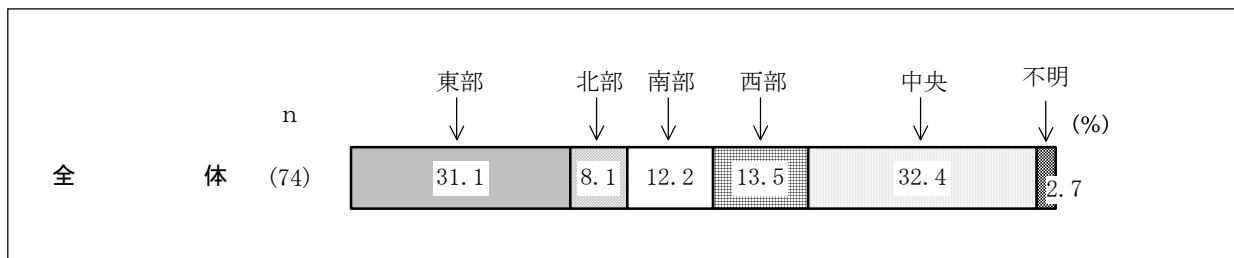 東部 北部 南部 西部 中央 不明
n (%)
全体 (74) 31.1 8.1 12.2 13.5 32.4 2.7